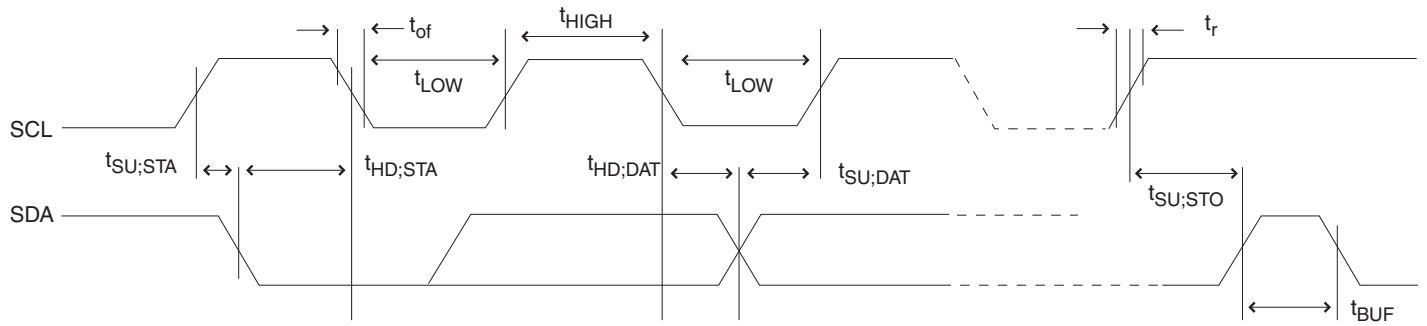 t_of
t_HIGH
t_r
t_LOW
t_LOW
SCL
t_SU;STA
t_HD;STA
t_HD;DAT
t_SU;DAT
t_SU;STO
SDA
t_BUF